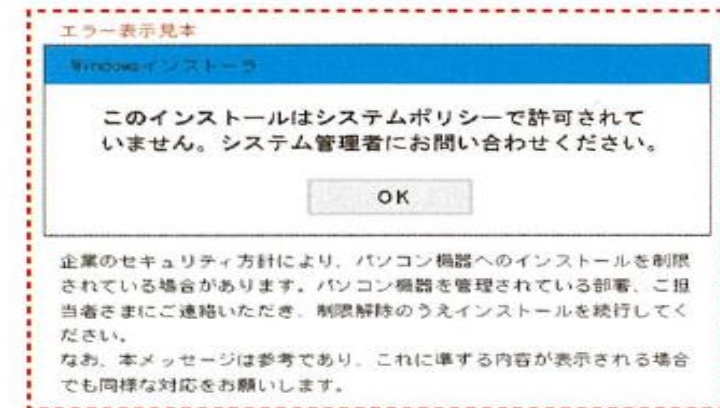 エラー表示見本
Windowsインストーラ
このインストールはシステムポリシーで許可されて
いません。システム管理者にお問い合わせください。
OK
企業のセキュリティ方針により、パソコン機器へのインストールを制限
されている場合があります。パソコン機器を管理されている部署、ご担
当者さまにご連絡いただき、制限解除のうえインストールを続行してく
ださい。
なお、本メッセージは参考であり、これに準ずる内容が表示される場合
でも同様な対応をお願いします。